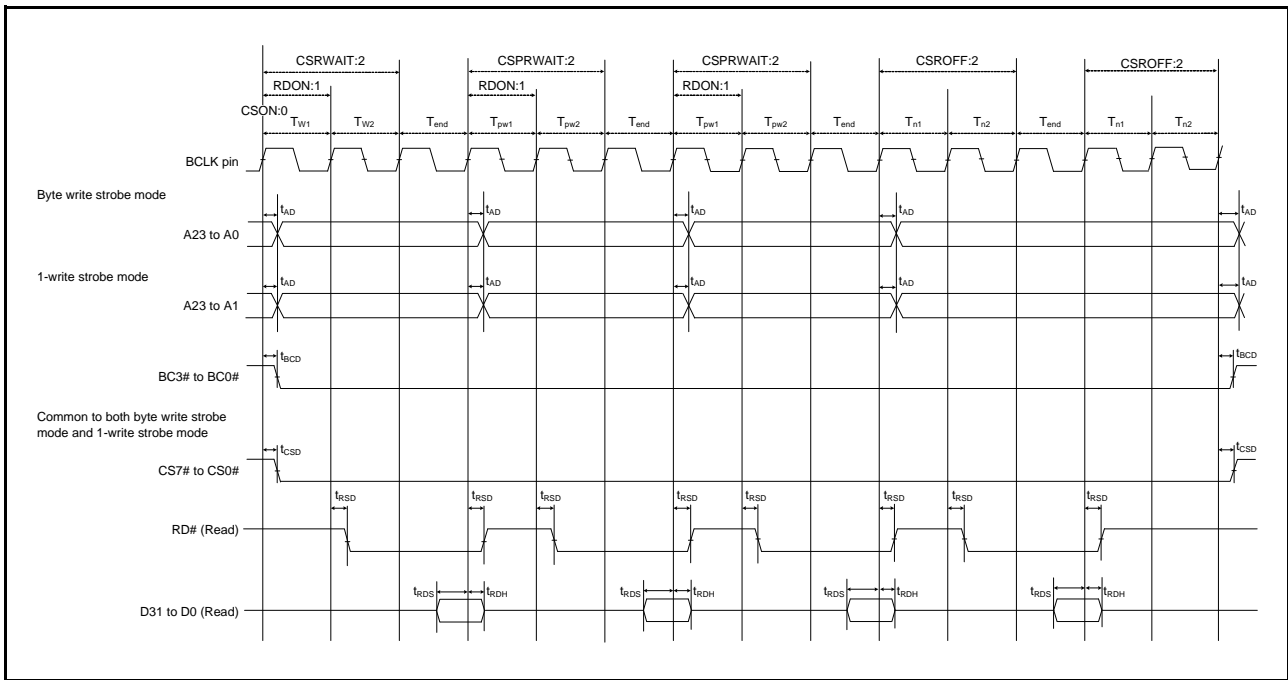 CSRWAIT:2 CSPRWAIT:2 CSPRWAIT:2 CSROFF:2 CSROFF:2
RDON:1 RDON:1 RDON:1
CSON:0
TW1 TW2 Tend Tpw1 Tpw2 Tend Tpw1 Tpw2 Tend Tn1 Tn2 Tend Tn1 Tn2
BCLK pin
Byte write strobe mode
tAD tAD tAD tAD tAD
A23 to A0
1-write strobe mode
tAD tAD tAD tAD tAD
A23 to A1
tBCD tBCD
BC3# to BC0#
Common to both byte write strobe
mode and 1-write strobe mode
tCSD tCSD
CS7# to CS0#
tRSD tRSD tRSD tRSD tRSD tRSD tRSD tRSD
RD# (Read)
tRDS tRDH tRDS tRDH tRDS tRDH tRDS tRDH
D31 to D0 (Read)